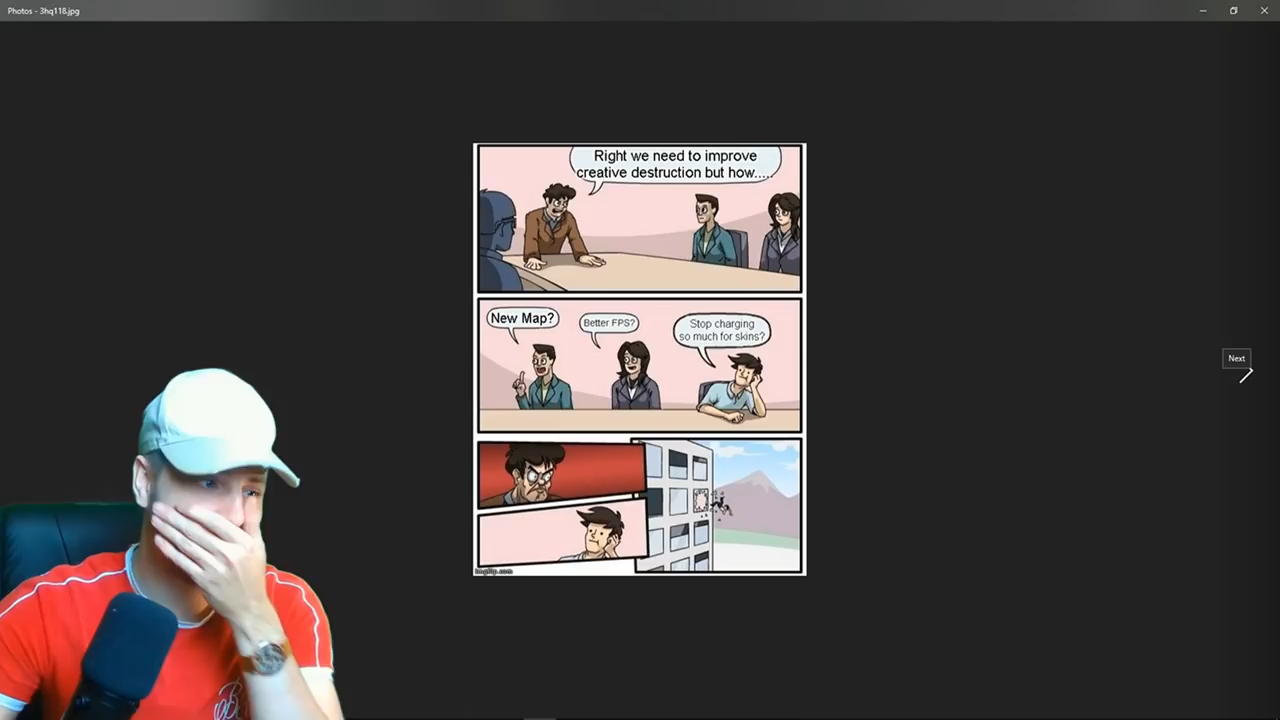 Photos - 3hq118.jpg
Right we need to improve
creative destruction but how.....
New Map?
Better FPS?
Stop charging
so much for skins?
Next
imgflip.com